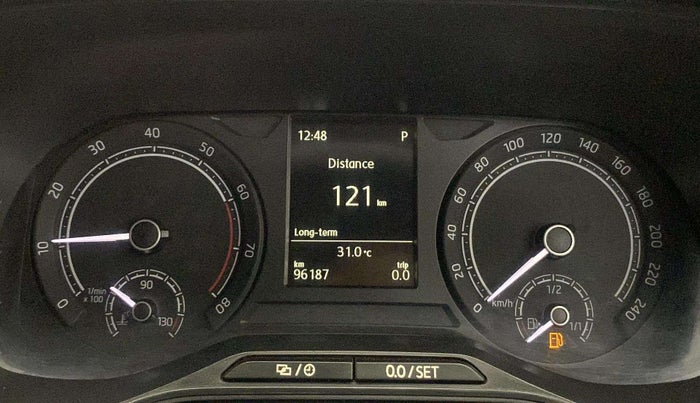 12:48 P
Distance
121 km
Long-term
31.0 °C
km trip
96187 0.0
0 10 20 30 40 50 60 70 80
1/min
x 100
90
130
0 20 40 60 80 100 120 140 160 180 200 220 240
km/h
1/2
1/1
/
0.0 / SET